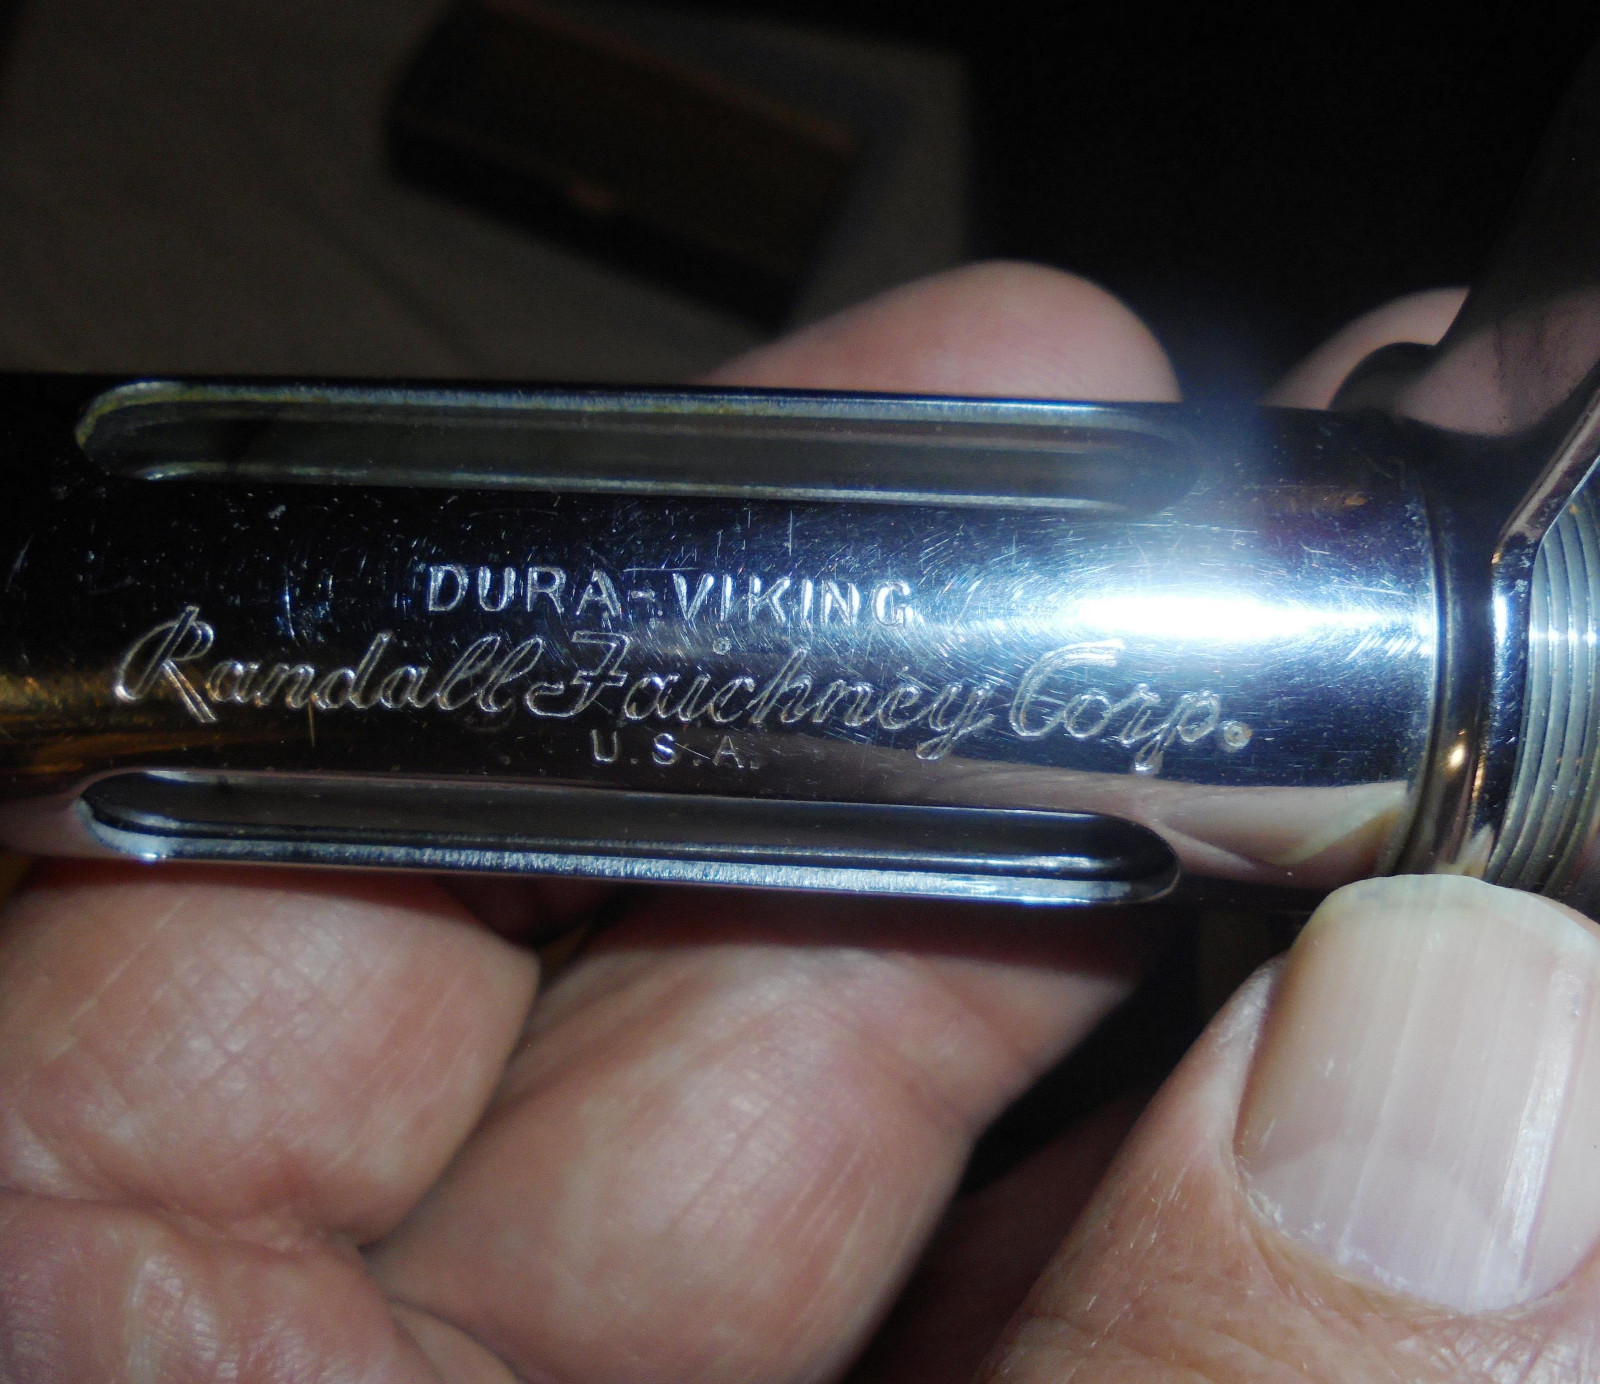 DURA-VIKING
Randall Faichney Corp.
U.S.A.